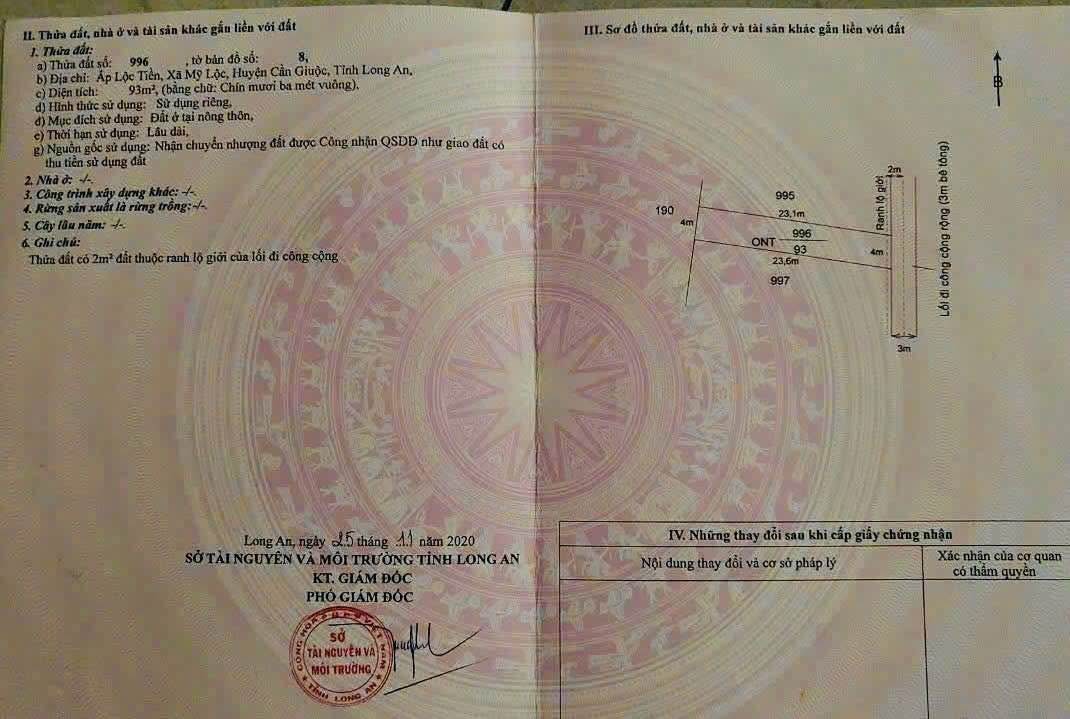 II. Thửa đất, nhà ở và tài sản khác gắn liền với đất
1. Thửa đất:
a) Thửa đất số: 996 , tờ bản đồ số: 8,
b) Địa chỉ: Ấp Lộc Tiền, Xã Mỹ Lộc, Huyện Cần Giuộc, Tỉnh Long An,
c) Diện tích: 93m², (bằng chữ: Chín mươi ba mét vuông),
d) Hình thức sử dụng: Sử dụng riêng,
đ) Mục đích sử dụng: Đất ở tại nông thôn,
e) Thời hạn sử dụng: Lâu dài,
g) Nguồn gốc sử dụng: Nhận chuyển nhượng đất được Công nhận QSDĐ như giao đất có
thu tiền sử dụng đất
2. Nhà ở: -/-.
3. Công trình xây dựng khác: -/-.
4. Rừng sản xuất là rừng trồng:-/-.
5. Cây lâu năm: -/-.
6. Ghi chú:
Thửa đất có 2m² đất thuộc ranh lộ giới của lối đi công cộng
Long An, ngày 25 tháng 11 năm 2020
SỞ TÀI NGUYÊN VÀ MÔI TRƯỜNG TỈNH LONG AN
KT. GIÁM ĐỐC
PHÓ GIÁM ĐỐC
SỞ
TÀI NGUYÊN VÀ
MÔI TRƯỜNG
TỈNH LONG AN
III. Sơ đồ thửa đất, nhà ở và tài sản khác gắn liền với đất
B
2m
995
190
4m
23,1m
996
ONT
93
23,6m
997
4m
Ranh lộ giới
Lối đi công cộng rộng (3m bê tông)
3m
IV. Những thay đổi sau khi cấp giấy chứng nhận
Nội dung thay đổi và cơ sở pháp lý
Xác nhận của cơ quan
có thẩm quyền